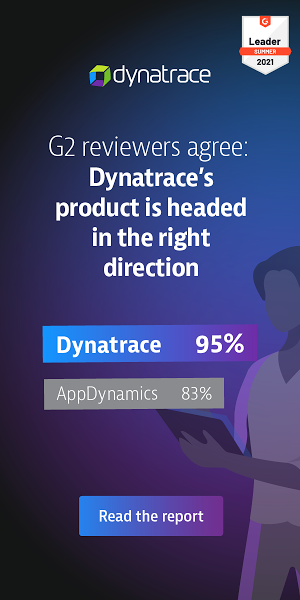 Leader
SUMMER
2021
dynatrace
G2 reviewers agree:
Dynatrace's
product is headed
in the right
direction
Dynatrace 95%
AppDynamics 83%
Read the report